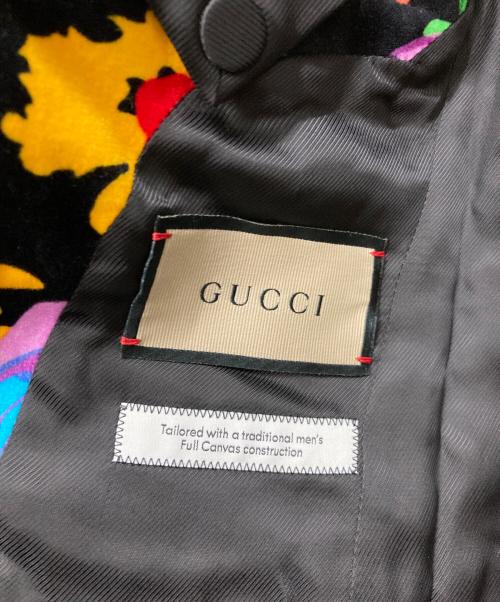 GUCCI
Tailored with a traditional men's
Full Canvas construction